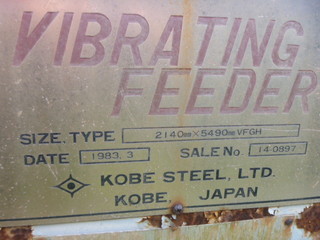 VIBRATING
FEEDER
SIZE. TYPE 2140mm×5490mm VFGH
DATE 1983. 3 SALE No 14-0897
KOBE STEEL, LTD.
KOBE, JAPAN